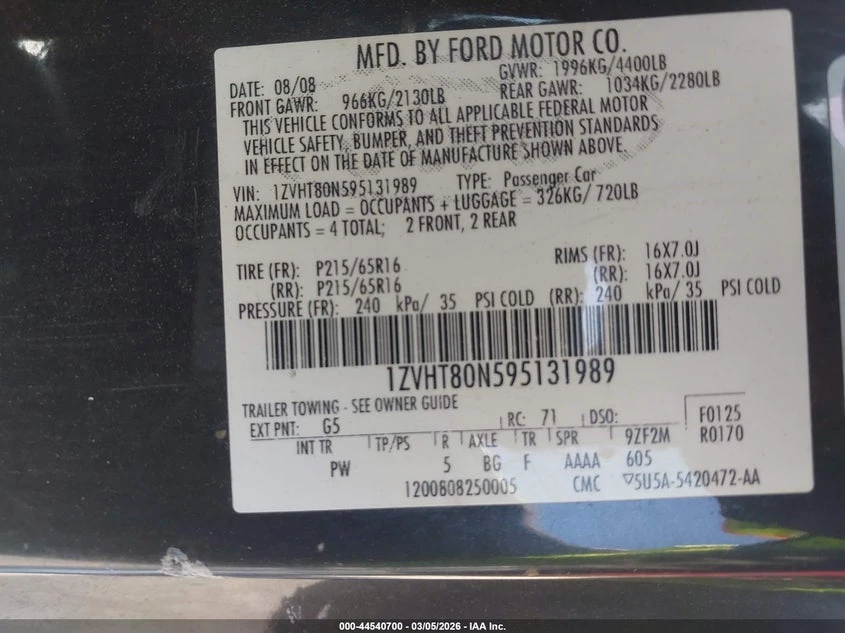 MFD. BY FORD MOTOR CO.
DATE: 08/08 GVWR: 1996KG/4400LB
FRONT GAWR: 966KG/2130LB REAR GAWR: 1034KG/2280LB
THIS VEHICLE CONFORMS TO ALL APPLICABLE FEDERAL MOTOR
VEHICLE SAFETY, BUMPER, AND THEFT PREVENTION STANDARDS
IN EFFECT ON THE DATE OF MANUFACTURE SHOWN ABOVE.
VIN: 1ZVHT80N595131989 TYPE: Passenger Car
MAXIMUM LOAD = OCCUPANTS + LUGGAGE = 326KG/ 720LB
OCCUPANTS = 4 TOTAL; 2 FRONT, 2 REAR
TIRE (FR): P215/65R16 RIMS (FR): 16X7.0J
(RR): P215/65R16 (RR): 16X7.0J
PRESSURE (FR): 240 kPa/ 35 PSI COLD (RR): 240 kPa/ 35 PSI COLD
1ZVHT80N595131989
TRAILER TOWING - SEE OWNER GUIDE
EXT PNT: G5 RC: 71 DSO: F0125
INT TR TP/PS R AXLE TR SPR 9ZF2M R0170
PW 5 BG F AAAA 605
1200808250005 CMC ▽5U5A-5420472-AA
000-44540700 - 03/05/2026 - IAA Inc.